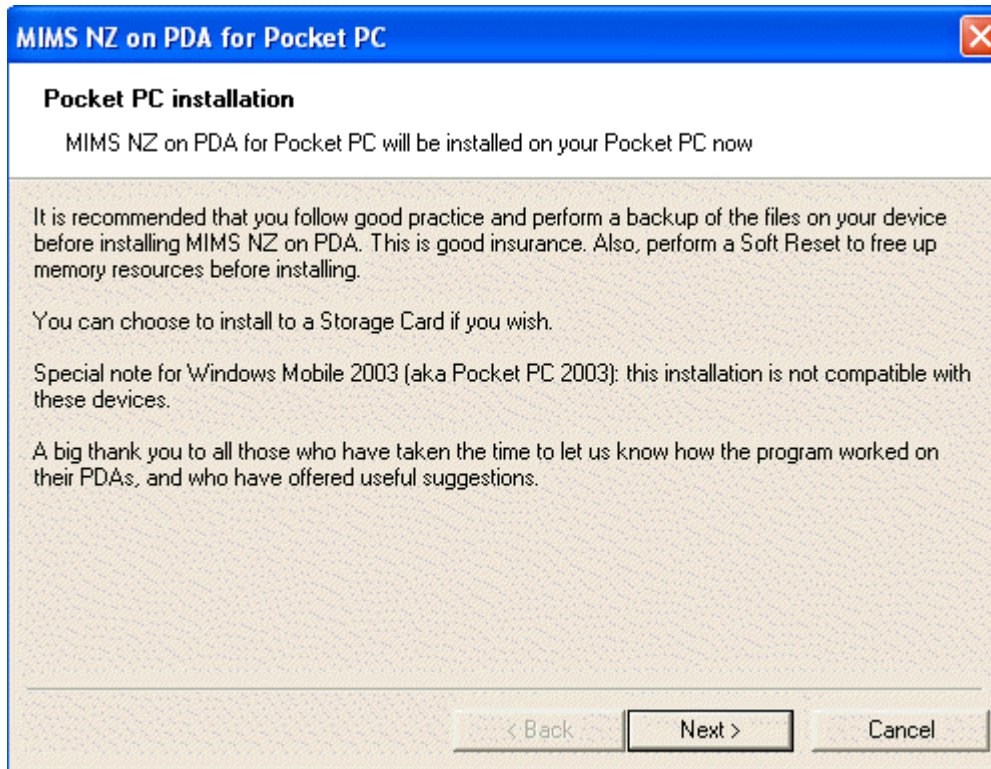 MIMS NZ on PDA for Pocket PC
Pocket PC installation
MIMS NZ on PDA for Pocket PC will be installed on your Pocket PC now
It is recommended that you follow good practice and perform a backup of the files on your device
before installing MIMS NZ on PDA. This is good insurance. Also, perform a Soft Reset to free up
memory resources before installing.
You can choose to install to a Storage Card if you wish.
Special note for Windows Mobile 2003 (aka Pocket PC 2003): this installation is not compatible with
these devices.
A big thank you to all those who have taken the time to let us know how the program worked on
their PDAs, and who have offered useful suggestions.
< Back Next > Cancel